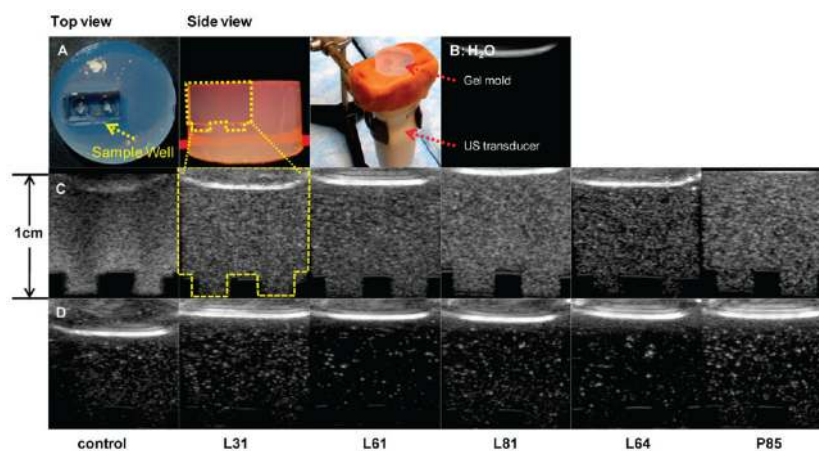 Top view
Side view
A
B: H₂O
Gel mold
Sample Well
US transducer
C
1cm
D
control L31 L61 L81 L64 P85